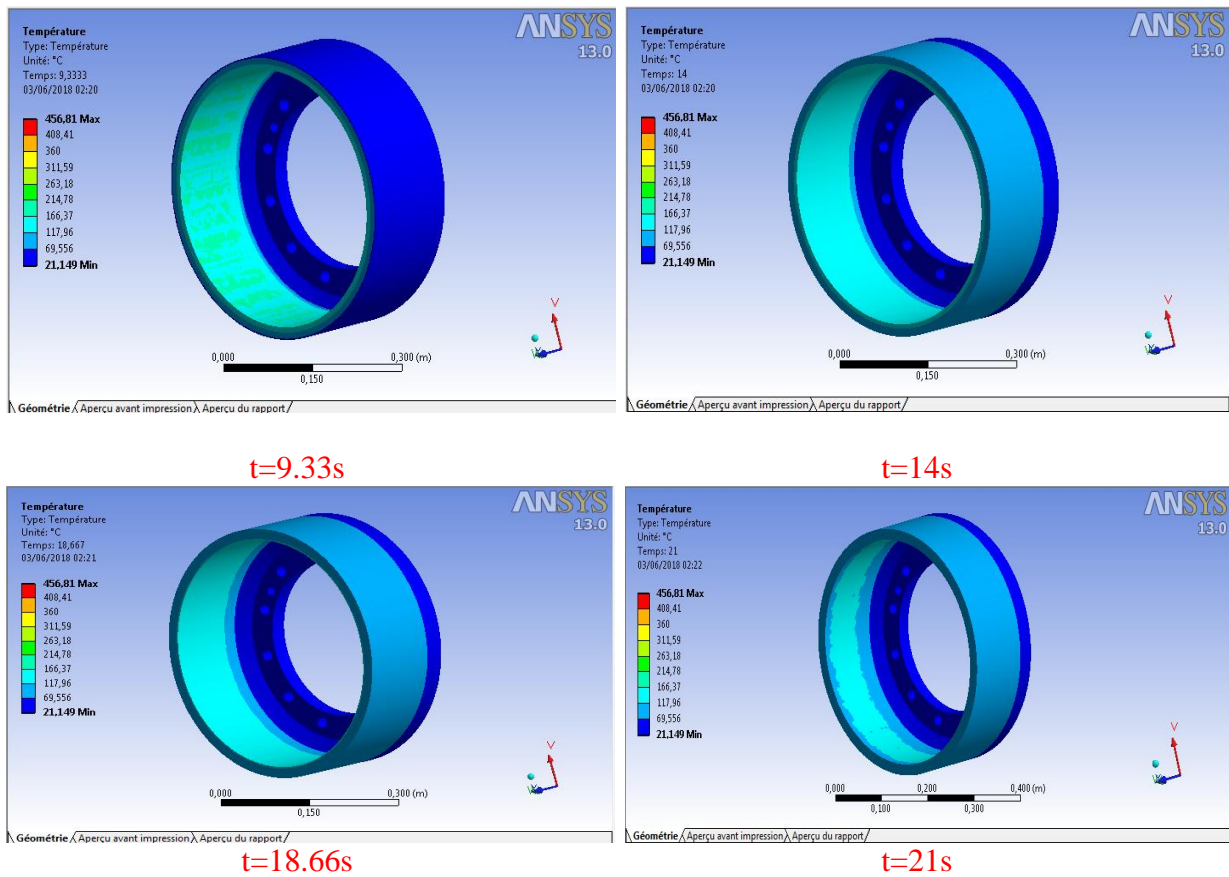 Température
Type: Température
Unité: °C
Temps: 9,3333
03/06/2018 02:20
456,81 Max
408,41
360
311,59
263,18
214,78
166,37
117,96
69,556
21,149 Min
ANSYS
13.0
0,000
0,300 (m)
0,150
Géométrie / Aperçu avant impression \ Aperçu du rapport /
t=9.33s
Température
Type: Température
Unité: °C
Temps: 14
03/06/2018 02:20
456,81 Max
408,41
360
311,59
263,18
214,78
166,37
117,96
69,556
21,149 Min
ANSYS
13.0
0,000
0,300 (m)
0,150
Géométrie / Aperçu avant impression \ Aperçu du rapport /
t=14s
Température
Type: Température
Unité: °C
Temps: 18,667
03/06/2018 02:21
456,81 Max
408,41
360
311,59
263,18
214,78
166,37
117,96
69,556
21,149 Min
ANSYS
13.0
0,000
0,300 (m)
0,150
Géométrie / Aperçu avant impression \ Aperçu du rapport /
t=18.66s
Température
Type: Température
Unité: °C
Temps: 21
03/06/2018 02:22
456,81 Max
408,41
360
311,59
263,18
214,78
166,37
117,96
69,556
21,149 Min
ANSYS
13.0
0,000
0,200
0,400 (m)
0,100
0,300
Géométrie / Aperçu avant impression \ Aperçu du rapport /
t=21s